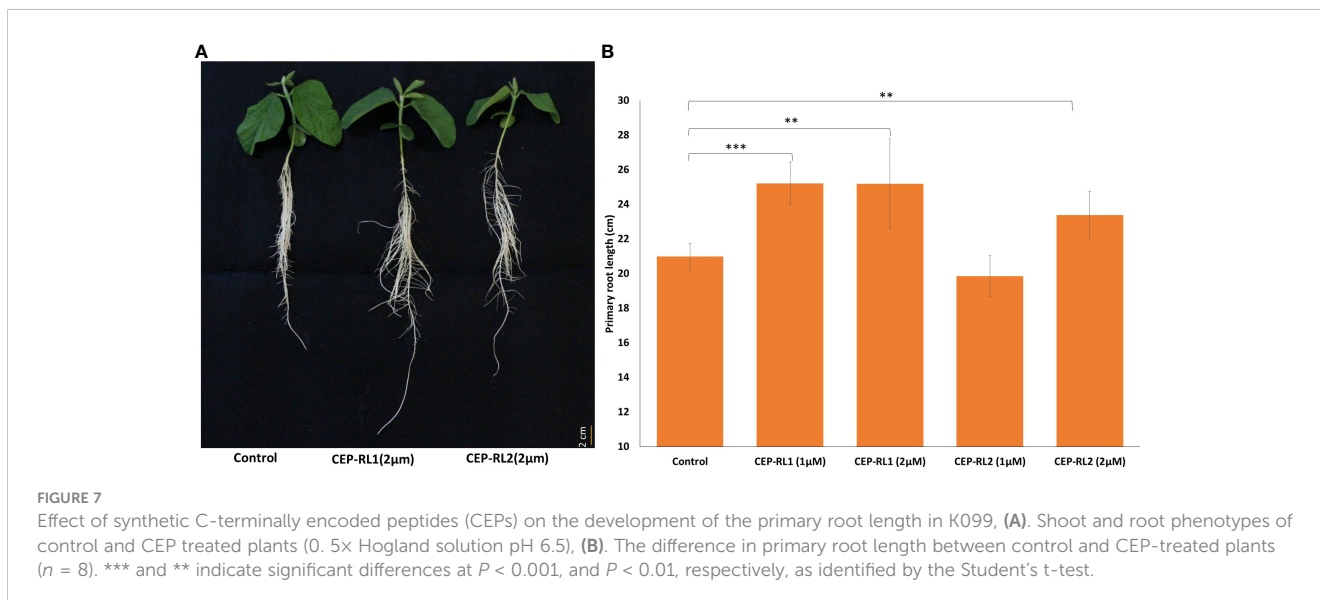 A
B
Control
CEP-RL1(2μm)
CEP-RL2(2μm)
2 cm
Primary root length (cm)
30
28
26
24
22
20
18
16
14
12
10
**
**
***
Control
CEP-RL1 (1μM)
CEP-RL1 (2μM)
CEP-RL2 (1μM)
CEP-RL2 (2μM)
FIGURE 7
Effect of synthetic C-terminally encoded peptides (CEPs) on the development of the primary root length in K099, (A). Shoot and root phenotypes of
control and CEP treated plants (0. 5× Hogland solution pH 6.5), (B). The difference in primary root length between control and CEP-treated plants
(n = 8). *** and ** indicate significant differences at P < 0.001, and P < 0.01, respectively, as identified by the Student's t-test.